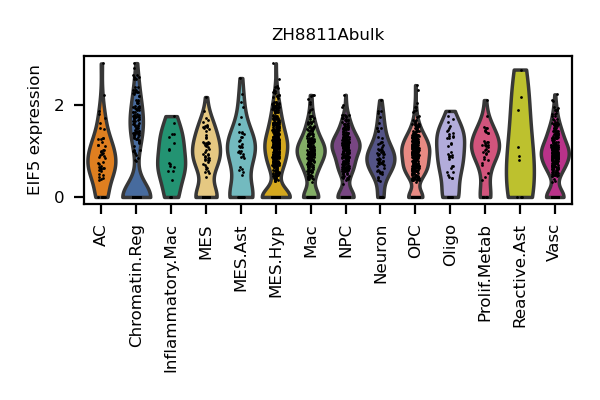 ZH8811Abulk
EIF5 expression
2
0
AC
Chromatin.Reg
Inflammatory.Mac
MES
MES.Ast
MES.Hyp
Mac
NPC
Neuron
OPC
Oligo
Prolif.Metab
Reactive.Ast
Vasc